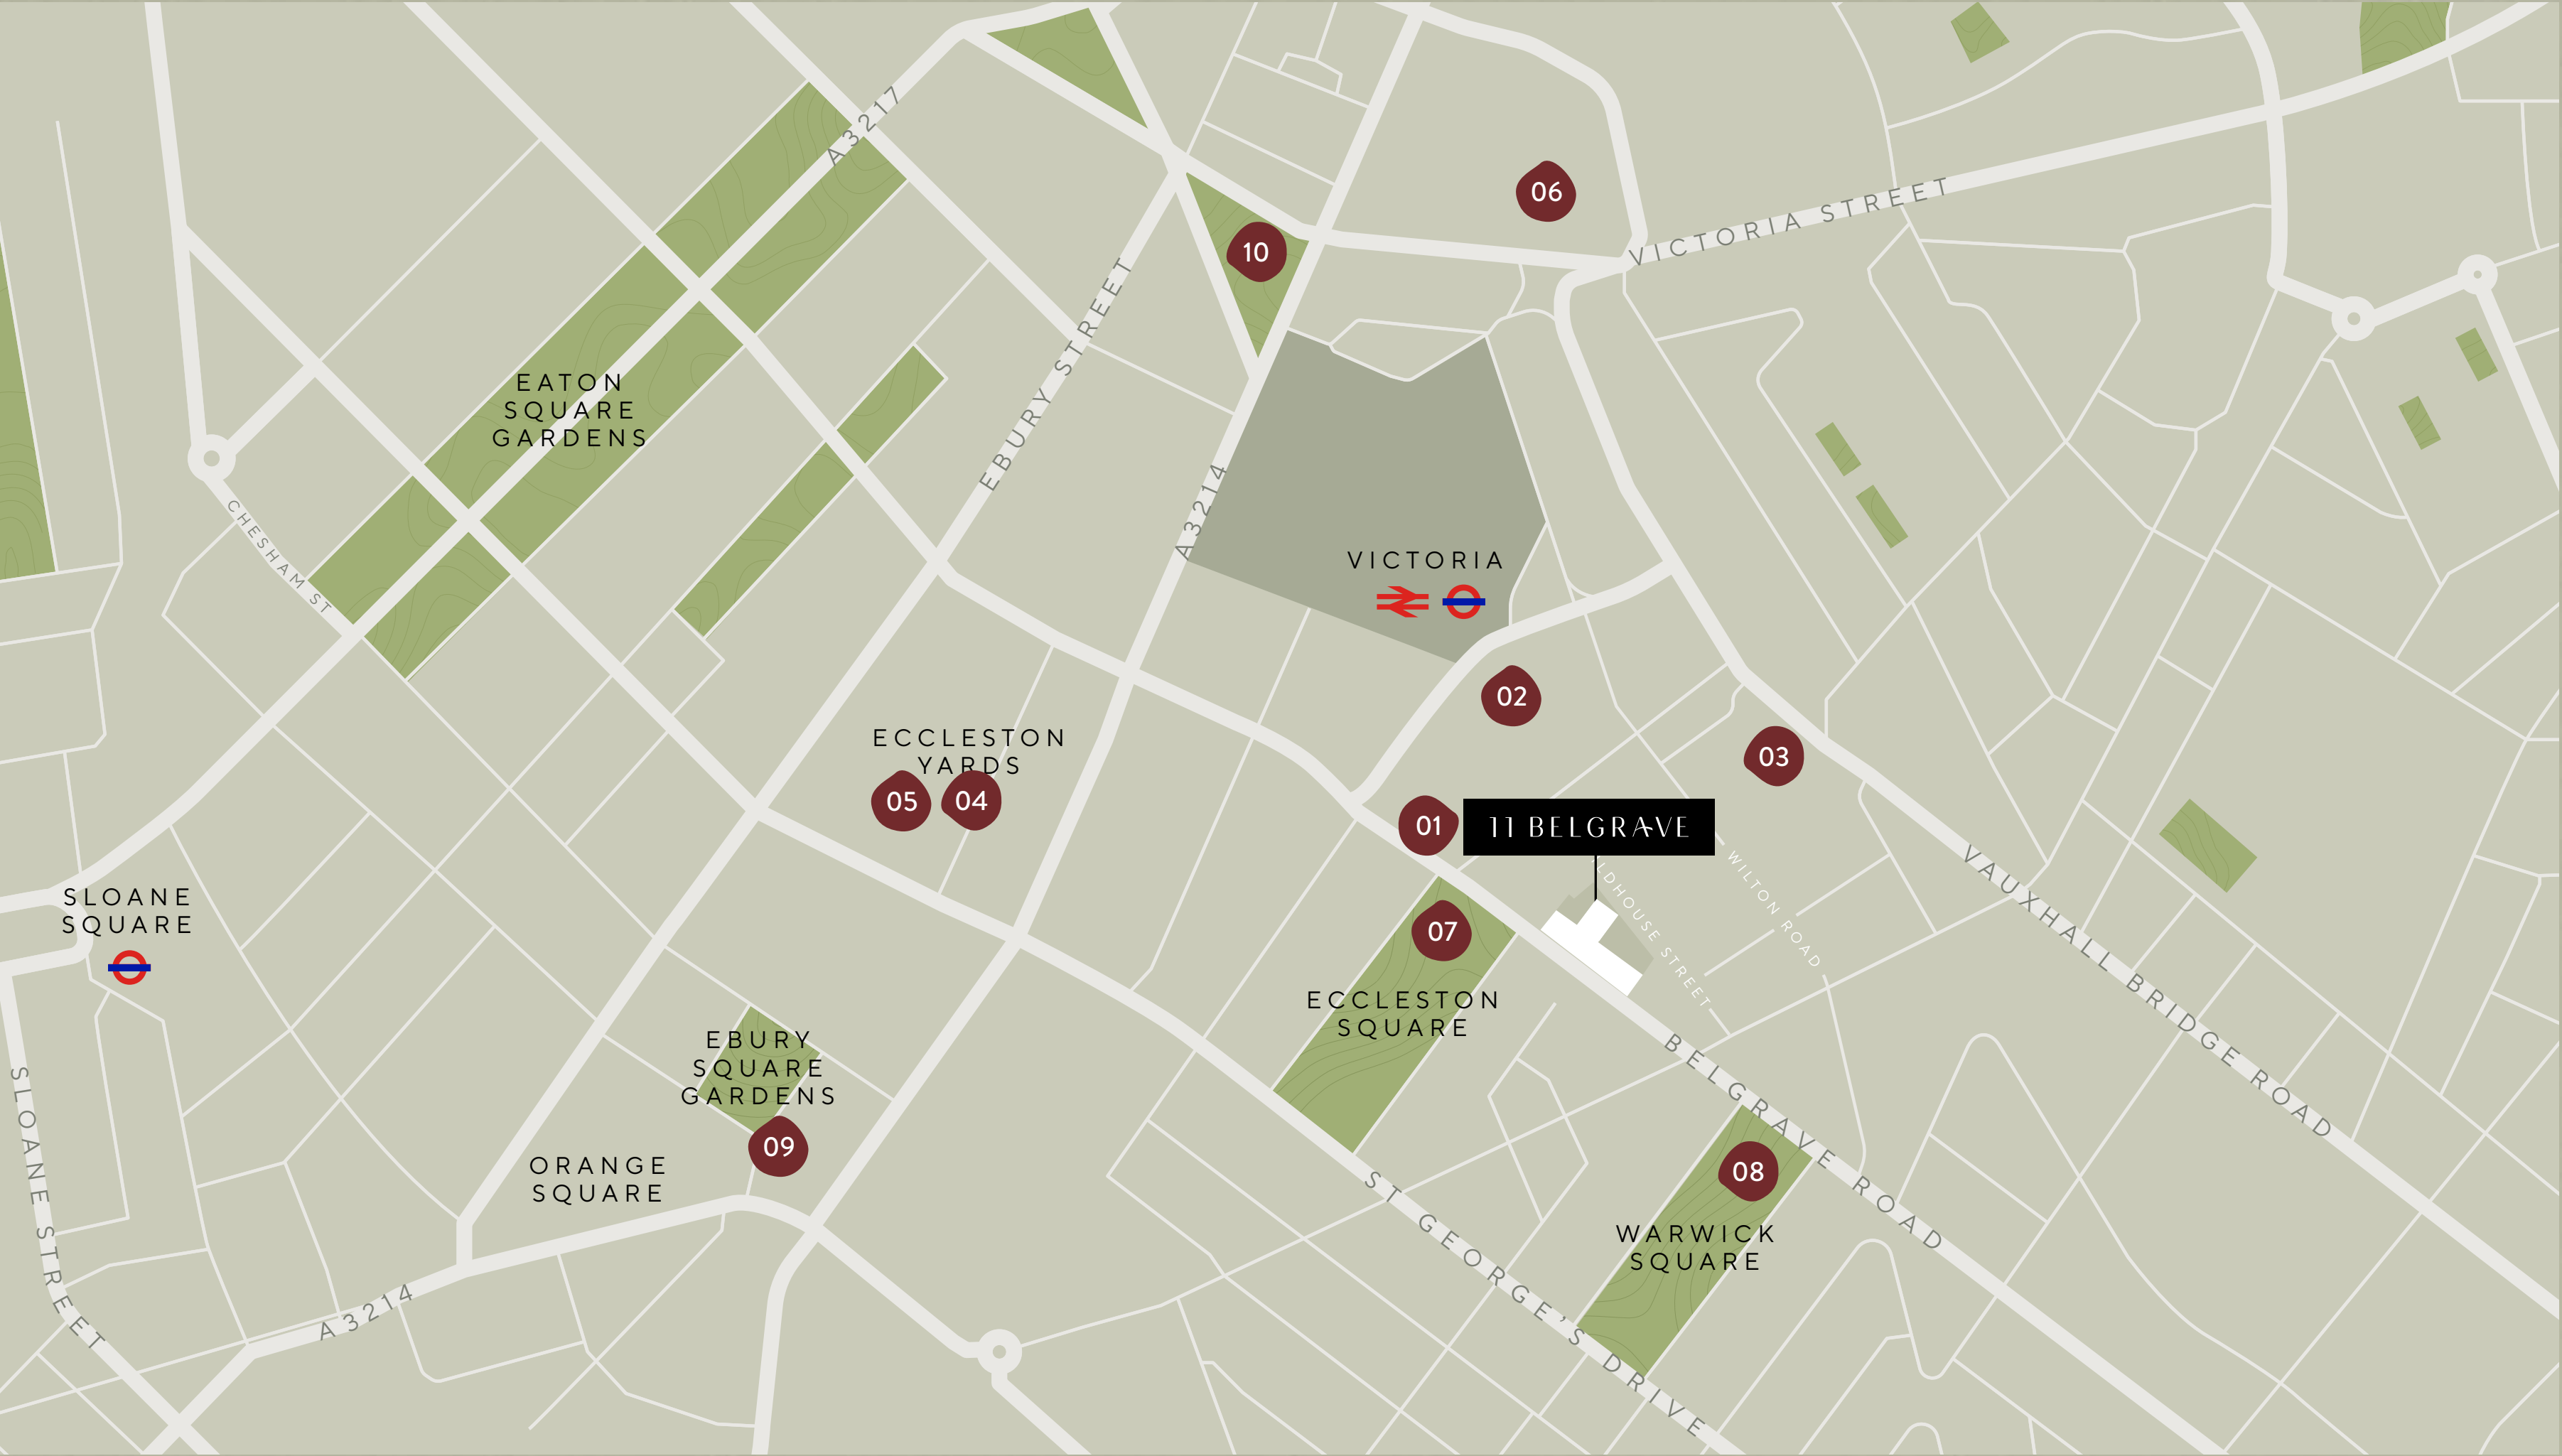 A3217
06
VICTORIA STREET
10
EBURY STREET
EATON
SQUARE
GARDENS
A3214
CHESHAM ST
VICTORIA
02
ECCLESTON
YARDS
03
05
04
01
11 BELGRAVE
WILTON ROAD
VAUXHALL BRIDGE ROAD
SLOANE
SQUARE
07
STREET
ECCLESTON
SQUARE
EBURY
SQUARE
GARDENS
BELGRAVE ROAD
SLOANE STREET
09
ORANGE
SQUARE
08
ST GEORGE'S DRIVE
WARWICK
SQUARE
A3214